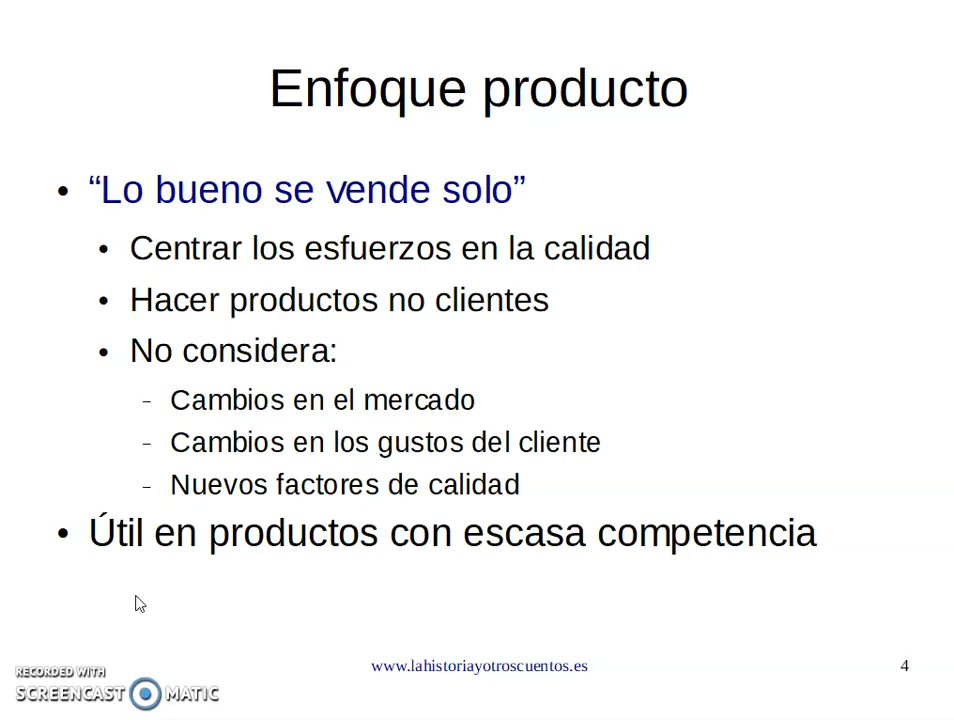 Enfoque producto
• “Lo bueno se vende solo”
• Centrar los esfuerzos en la calidad
• Hacer productos no clientes
• No considera:
– Cambios en el mercado
– Cambios en los gustos del cliente
– Nuevos factores de calidad
• Útil en productos con escasa competencia
www.lahistoriayotroscuentos.es
4
RECORDED WITH
SCREENCAST MATIC